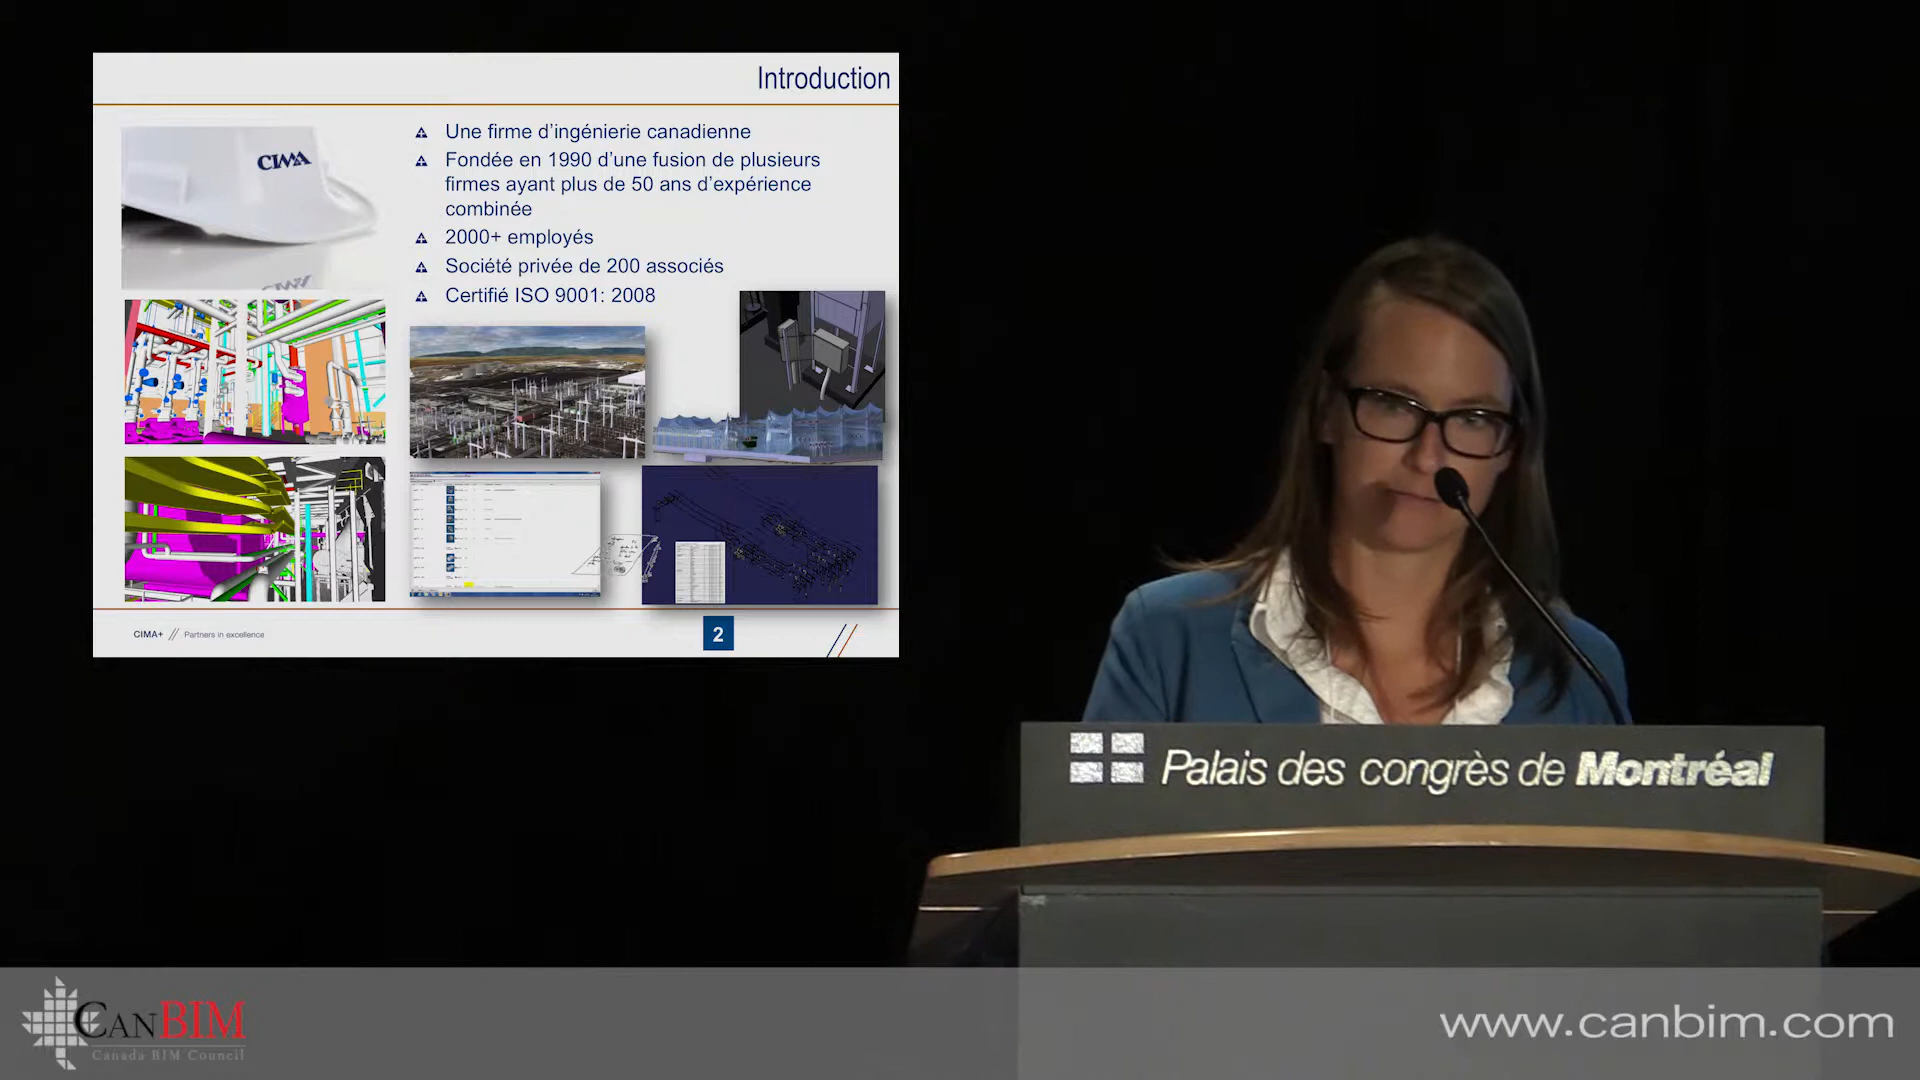 Introduction
CIMA
Une firme d’ingénierie canadienne
Fondée en 1990 d’une fusion de plusieurs
firmes ayant plus de 50 ans d’expérience
combinée
2000+ employés
Société privée de 200 associés
Certifié ISO 9001: 2008
CIMA+ // Partners in excellence
2
Palais des congrès de Montréal
CANBIM
Canada BIM Council
www.canbim.com